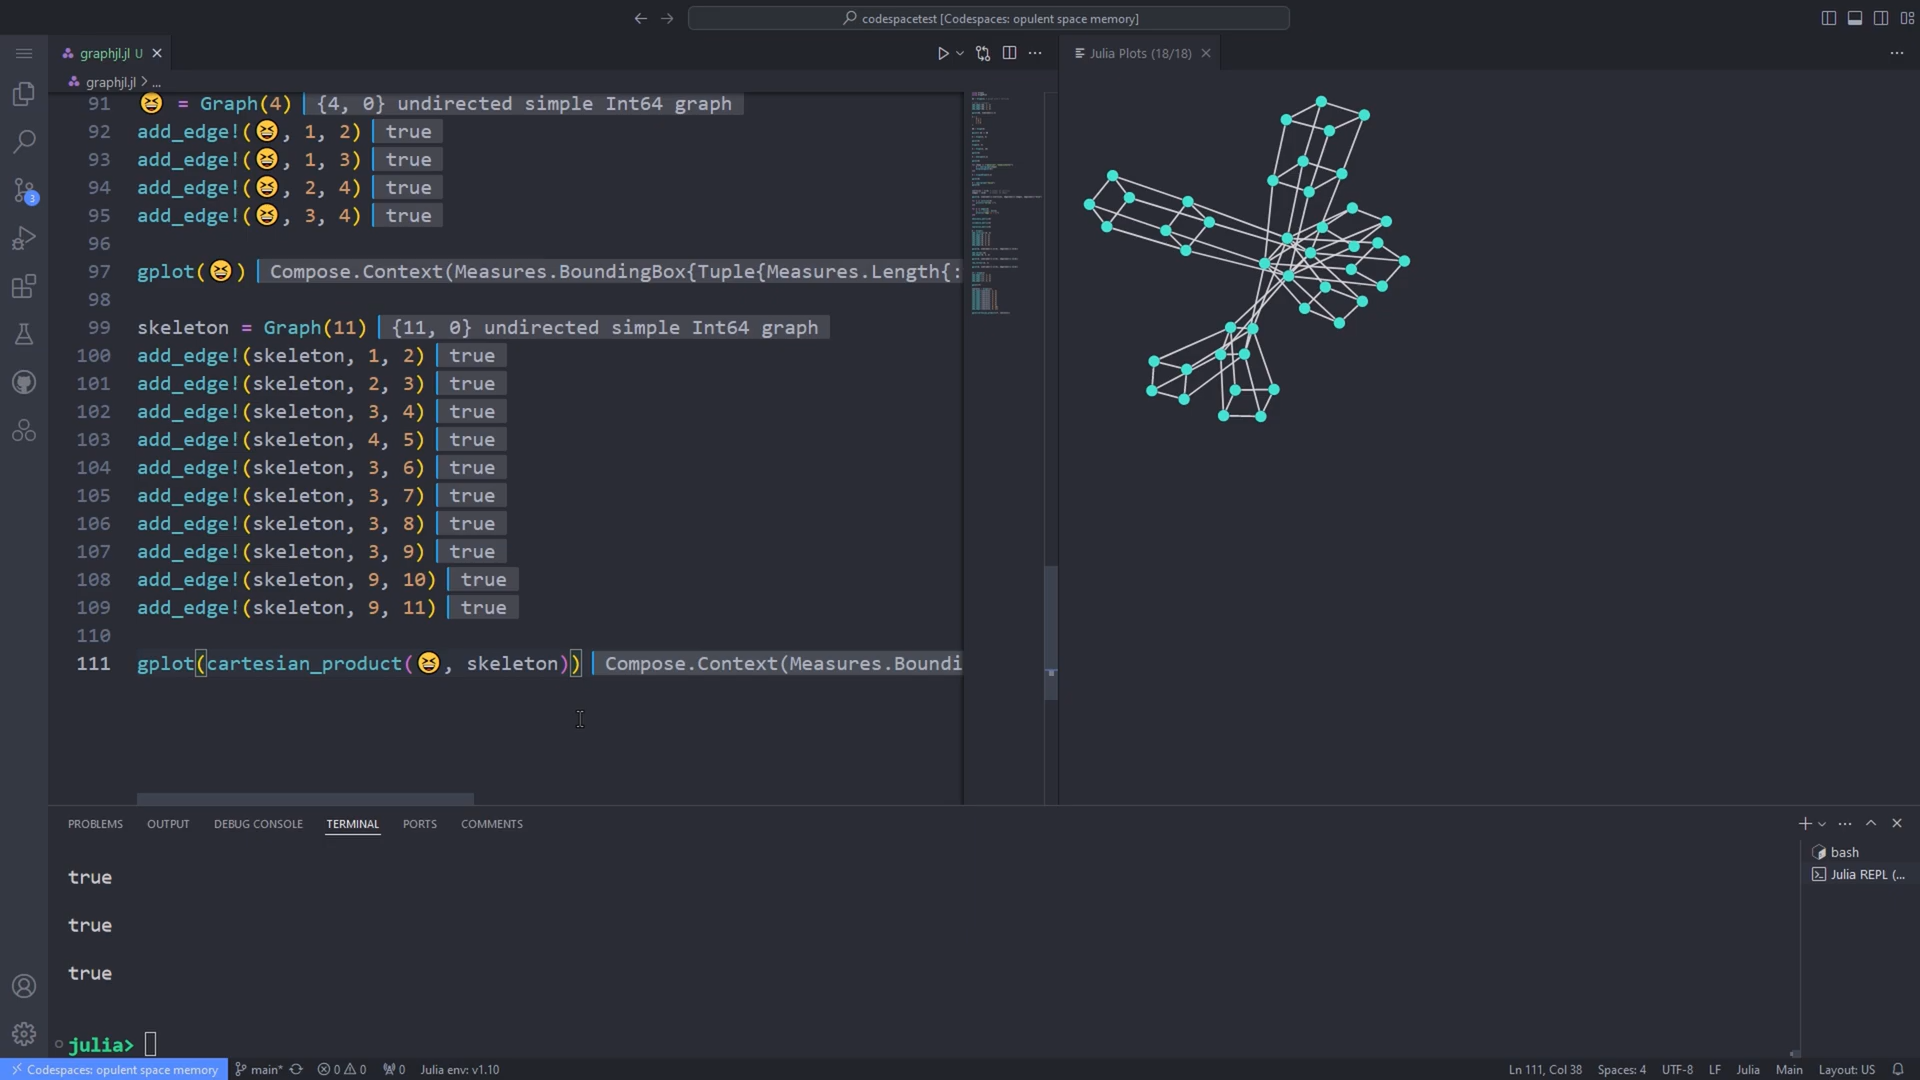 codespacetest [Codespaces: opulent space memory]
graphjl.jl U
Julia Plots (18/18)
graphjl.jl > ...
91 😆 = Graph(4) {4, 0} undirected simple Int64 graph
92 add_edge!(😆, 1, 2) true
93 add_edge!(😆, 1, 3) true
94 add_edge!(😆, 2, 4) true
95 add_edge!(😆, 3, 4) true
96
97 gplot(😆) Compose.Context(Measures.BoundingBox{Tuple{Measures.Length{:
98
99 skeleton = Graph(11) {11, 0} undirected simple Int64 graph
100 add_edge!(skeleton, 1, 2) true
101 add_edge!(skeleton, 2, 3) true
102 add_edge!(skeleton, 3, 4) true
103 add_edge!(skeleton, 4, 5) true
104 add_edge!(skeleton, 3, 6) true
105 add_edge!(skeleton, 3, 7) true
106 add_edge!(skeleton, 3, 8) true
107 add_edge!(skeleton, 3, 9) true
108 add_edge!(skeleton, 9, 10) true
109 add_edge!(skeleton, 9, 11) true
110
111 gplot(cartesian_product(😆, skeleton)) Compose.Context(Measures.Boundi
3
PROBLEMS OUTPUT DEBUG CONSOLE TERMINAL PORTS COMMENTS
true
true
true
julia>
bash
Julia REPL (...
Codespaces: opulent space memory main* 0 0 0 Julia env: v1.10 Ln 111, Col 38 Spaces: 4 UTF-8 LF Julia Main Layout: US